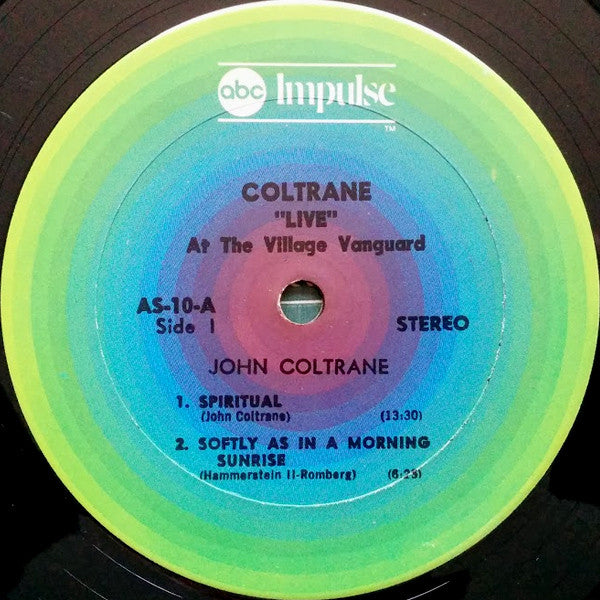 abc Impulse
TM
COLTRANE
"LIVE"
At The Village Vanguard
AS-10-A
Side 1
STEREO
JOHN COLTRANE
1. SPIRITUAL
(John Coltrane) (13:30)
2. SOFTLY AS IN A MORNING
SUNRISE
(Hammerstein II-Romberg) (6:25)